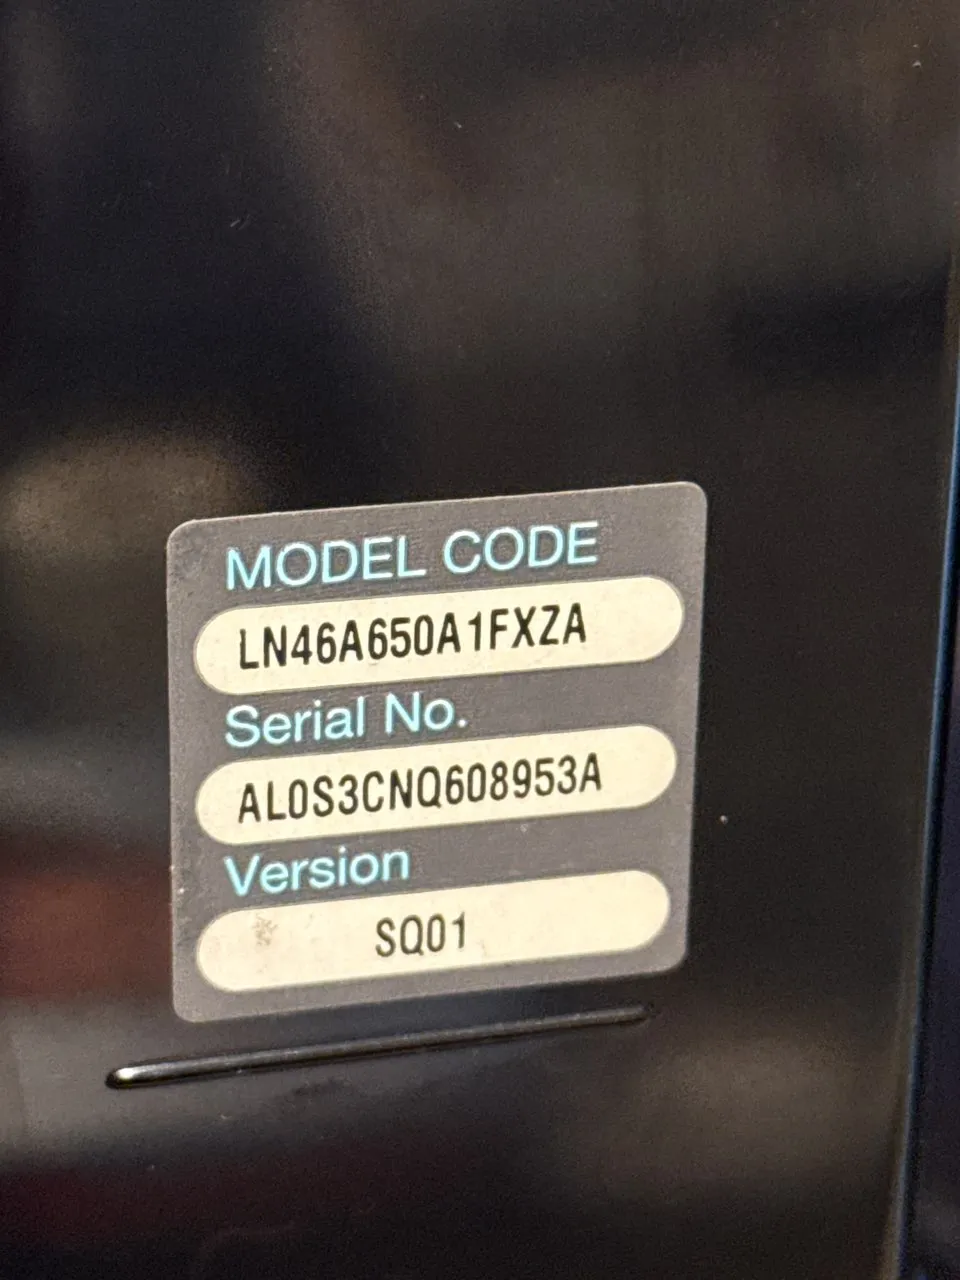 MODEL CODE
LN46A650A1FXZA
Serial No.
AL0S3CNQ608953A
Version
SQ01